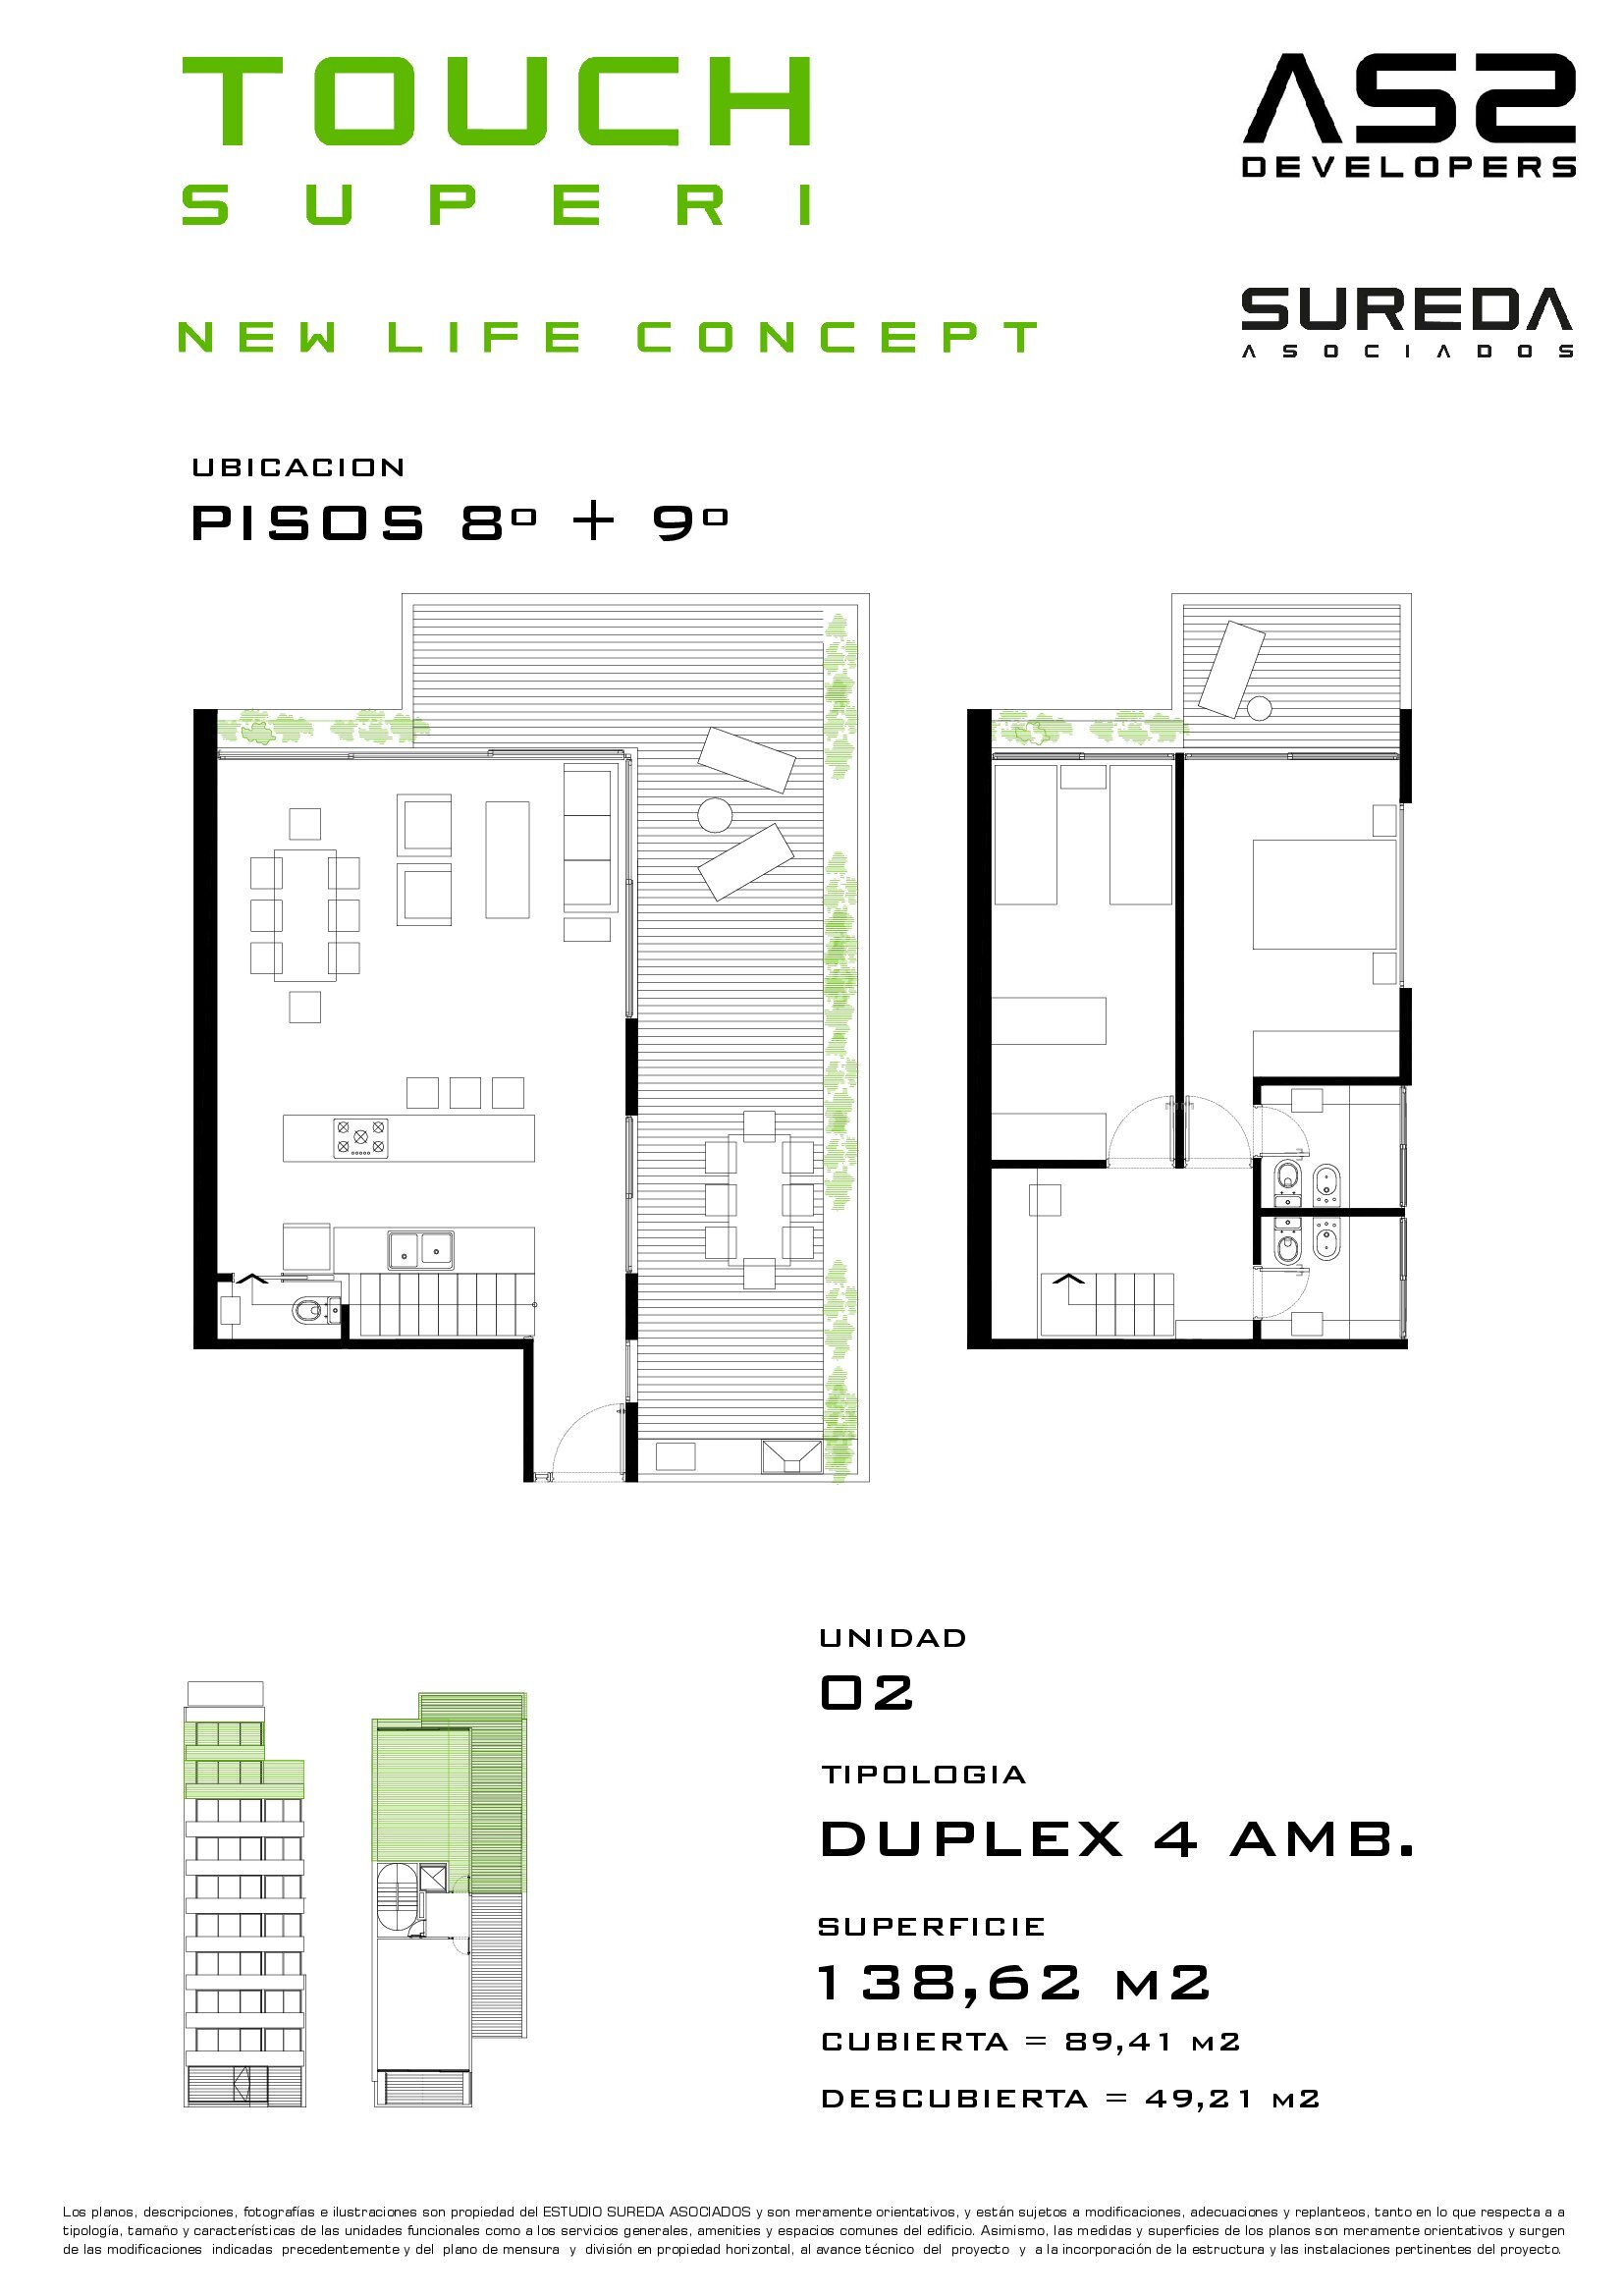 TOUCH
SUPERI
NEW LIFE CONCEPT
AS2
DEVELOPERS
SUREDA
ASOCIADOS
UBICACION
PISOS 8º + 9º
UNIDAD
02
TIPOLOGIA
DUPLEX 4 AMB.
SUPERFICIE
138,62 M2
CUBIERTA = 89,41 M2
DESCUBIERTA = 49,21 M2
Los planos, descripciones, fotografías e ilustraciones son propiedad del ESTUDIO SUREDA ASOCIADOS y son meramente orientativos, y están sujetos a modificaciones, adecuaciones y replanteos, tanto en lo que respecta a a
tipología, tamaño y características de las unidades funcionales como a los servicios generales, amenities y espacios comunes del edificio. Asimismo, las medidas y superficies de los planos son meramente orientativos y surgen
de las modificaciones indicadas precedentemente y del plano de mensura y división en propiedad horizontal, al avance técnico del proyecto y a la incorporación de la estructura y las instalaciones pertinentes del proyecto.